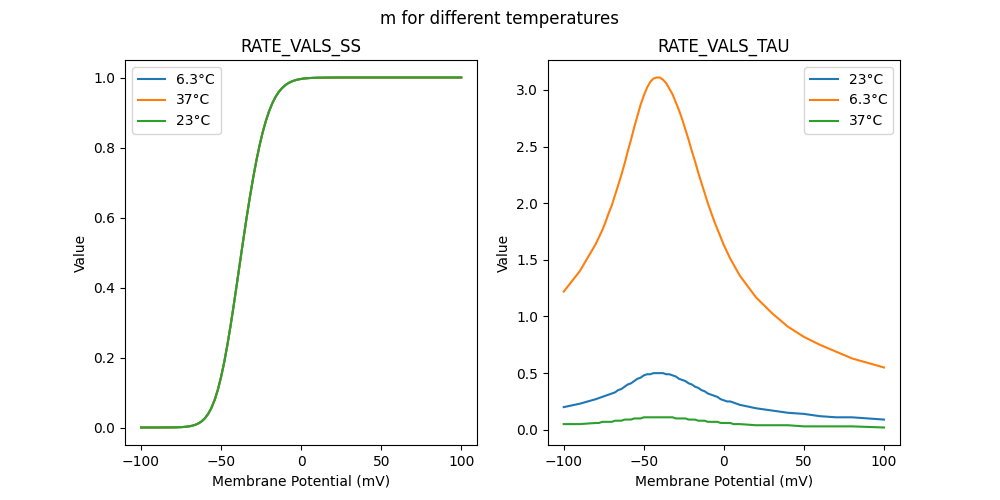 m for different temperatures
RATE_VALS_SS
1.0
0.8
0.6
0.4
0.2
0.0
Value
6.3°C
37°C
23°C
−100
−50
0
50
100
Membrane Potential (mV)
RATE_VALS_TAU
3.0
2.5
2.0
1.5
1.0
0.5
0.0
Value
23°C
6.3°C
37°C
−100
−50
0
50
100
Membrane Potential (mV)